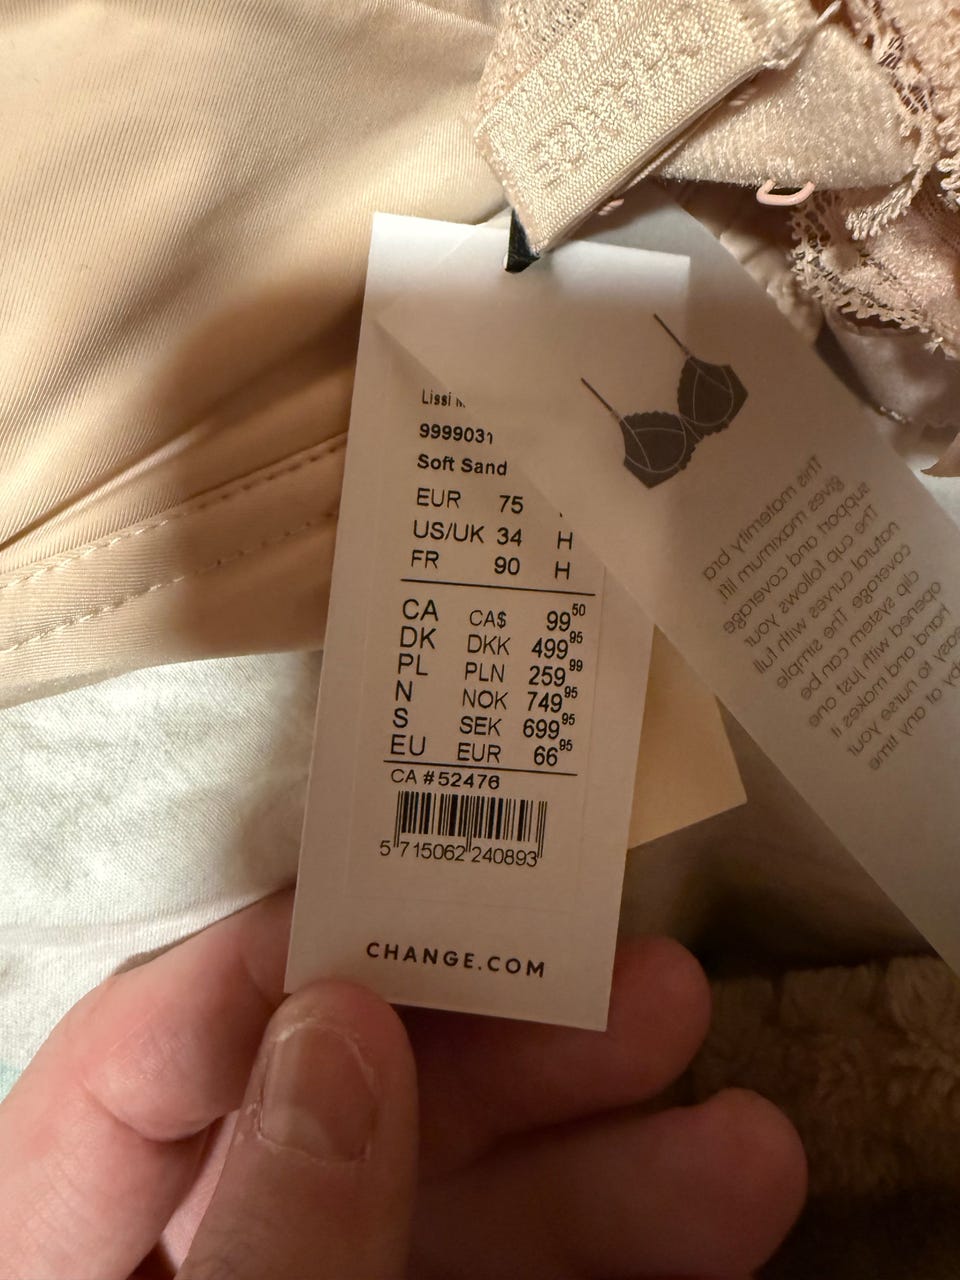 Lissi
9999031
Soft Sand
EUR 75
US/UK 34 H
FR 90 H
CA CA$ 99⁵⁰
DK DKK 499⁹⁵
PL PLN 259⁹⁹
N NOK 749⁹⁵
S SEK 699⁹⁵
EU EUR 66⁹⁵
CA #52476
5 715062 240893
CHANGE.COM
This maternity bra
gives maximum lift
support and coverage
The cup follows your
natural curves with full
coverage. The simple
clip system can be
opened with just one
hand and makes it
easy to nurse your
at any time